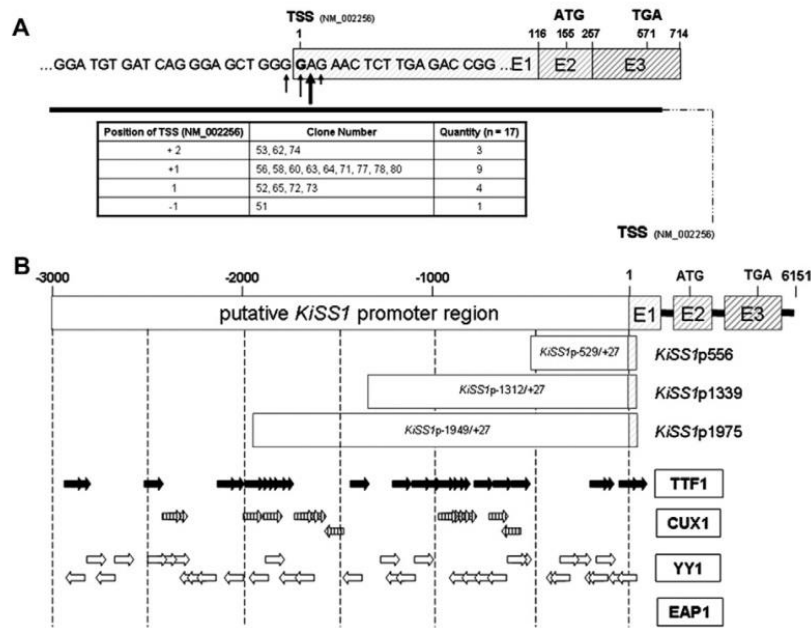 A
TSS (NM_002256)
1
ATG
TGA
116 155 257 571 714
...GGA TGT GAT CAG GGA GCT GGG GAG AAC TCT TGA GAC CGG ...E1 E2 E3
Position of TSS (NM_002256) Clone Number Quantity (n = 17)
+ 2 53, 62, 74 3
+1 56, 58, 60, 63, 64, 71, 77, 78, 80 9
1 52, 65, 72, 73 4
-1 51 1
TSS (NM_002256)
B
-3000 -2000 -1000 1 ATG TGA 6151
putative KiSS1 promoter region E1 E2 E3
KiSS1p-529/+27 KiSS1p556
KiSS1p-1312/+27 KiSS1p1339
KiSS1p-1949/+27 KiSS1p1975
TTF1
CUX1
YY1
EAP1